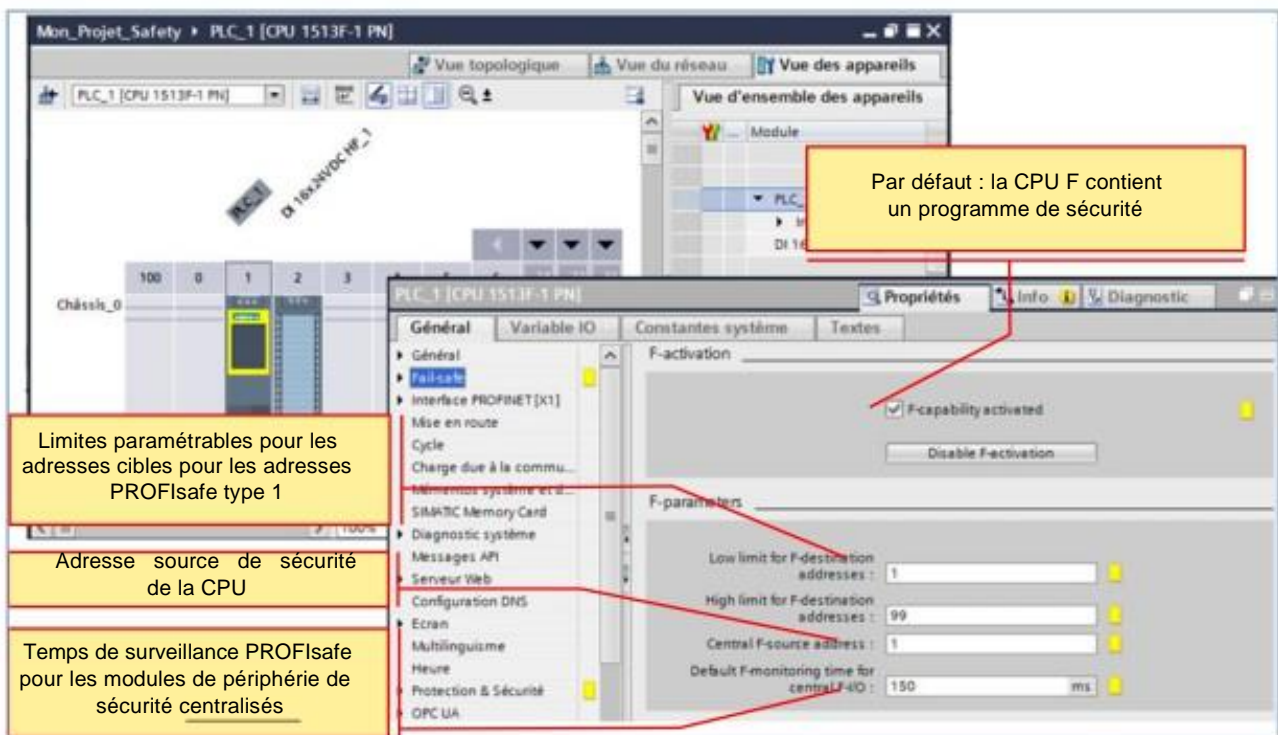 Mon_Projet_Safety ▸ PLC_1 [CPU 1513F-1 PN]
Vue topologique
Vue du réseau
Vue des appareils
PLC_1 [CPU 1513F-1 PN]
Vue d'ensemble des appareils
Module
PLC_1
DI 16x24VDC HF_1
PLC_
DI 16
Par défaut : la CPU F contient
un programme de sécurité
100 0 1 2 3
Châssis_0
PLC_1 [CPU 1513F-1 PN]
Propriétés
Info
Diagnostic
Général
Variable IO
Constantes système
Textes
Général
Fail-safe
Interface PROFINET [X1]
Mise en route
Cycle
Charge due à la commu...
Mémentos système et d...
SIMATIC Memory Card
Diagnostic système
Messages API
Serveur Web
Configuration DNS
Ecran
Multilinguisme
Heure
Protection & Sécurité
OPC UA
F-activation
F-capability activated
Disable F-activation
F-parameters
Low limit for F-destination
addresses : 1
High limit for F-destination
addresses : 99
Central F-source address : 1
Default F-monitoring time for
central F-IO : 150 ms
Limites paramétrables pour les
adresses cibles pour les adresses
PROFIsafe type 1
100%
Adresse source de sécurité
de la CPU
Temps de surveillance PROFIsafe
pour les modules de périphérie de
sécurité centralisés